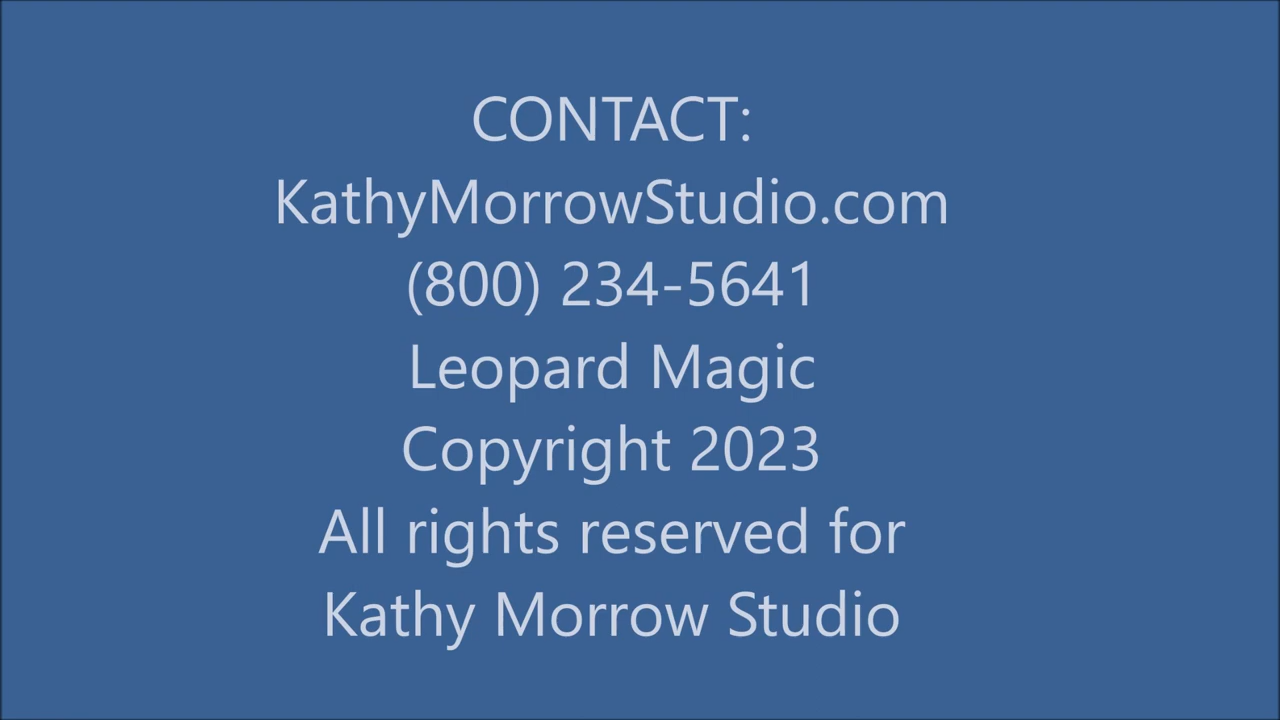 CONTACT:
KathyMorrowStudio.com
(800) 234-5641
Leopard Magic
Copyright 2023
All rights reserved for
Kathy Morrow Studio